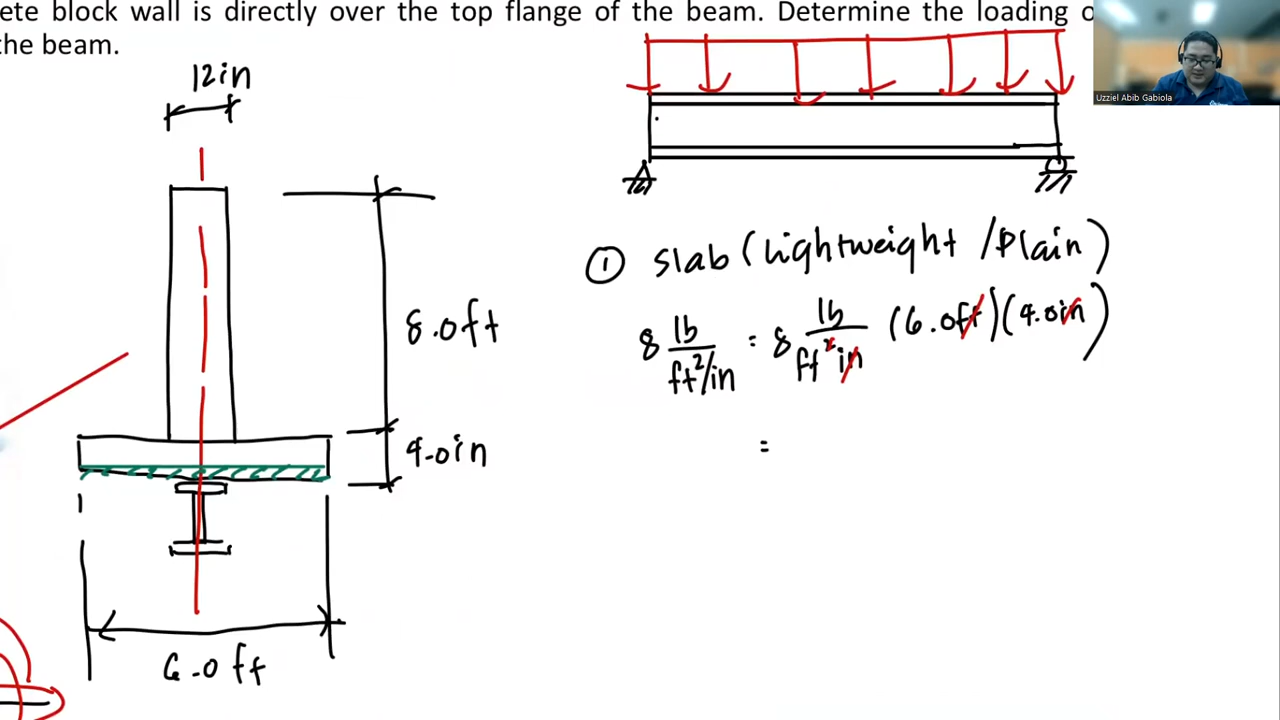 ete block wall is directly over the top flange of the beam. Determine the loading o
the beam.
Uzziel Abib Gabiola
12in
8.0ft
4.0in
6.0 ft
① slab (lightweight / Plain)
8 lb/ft²/in = 8 lb/ft² in (6.0ft)(4.0in)
=